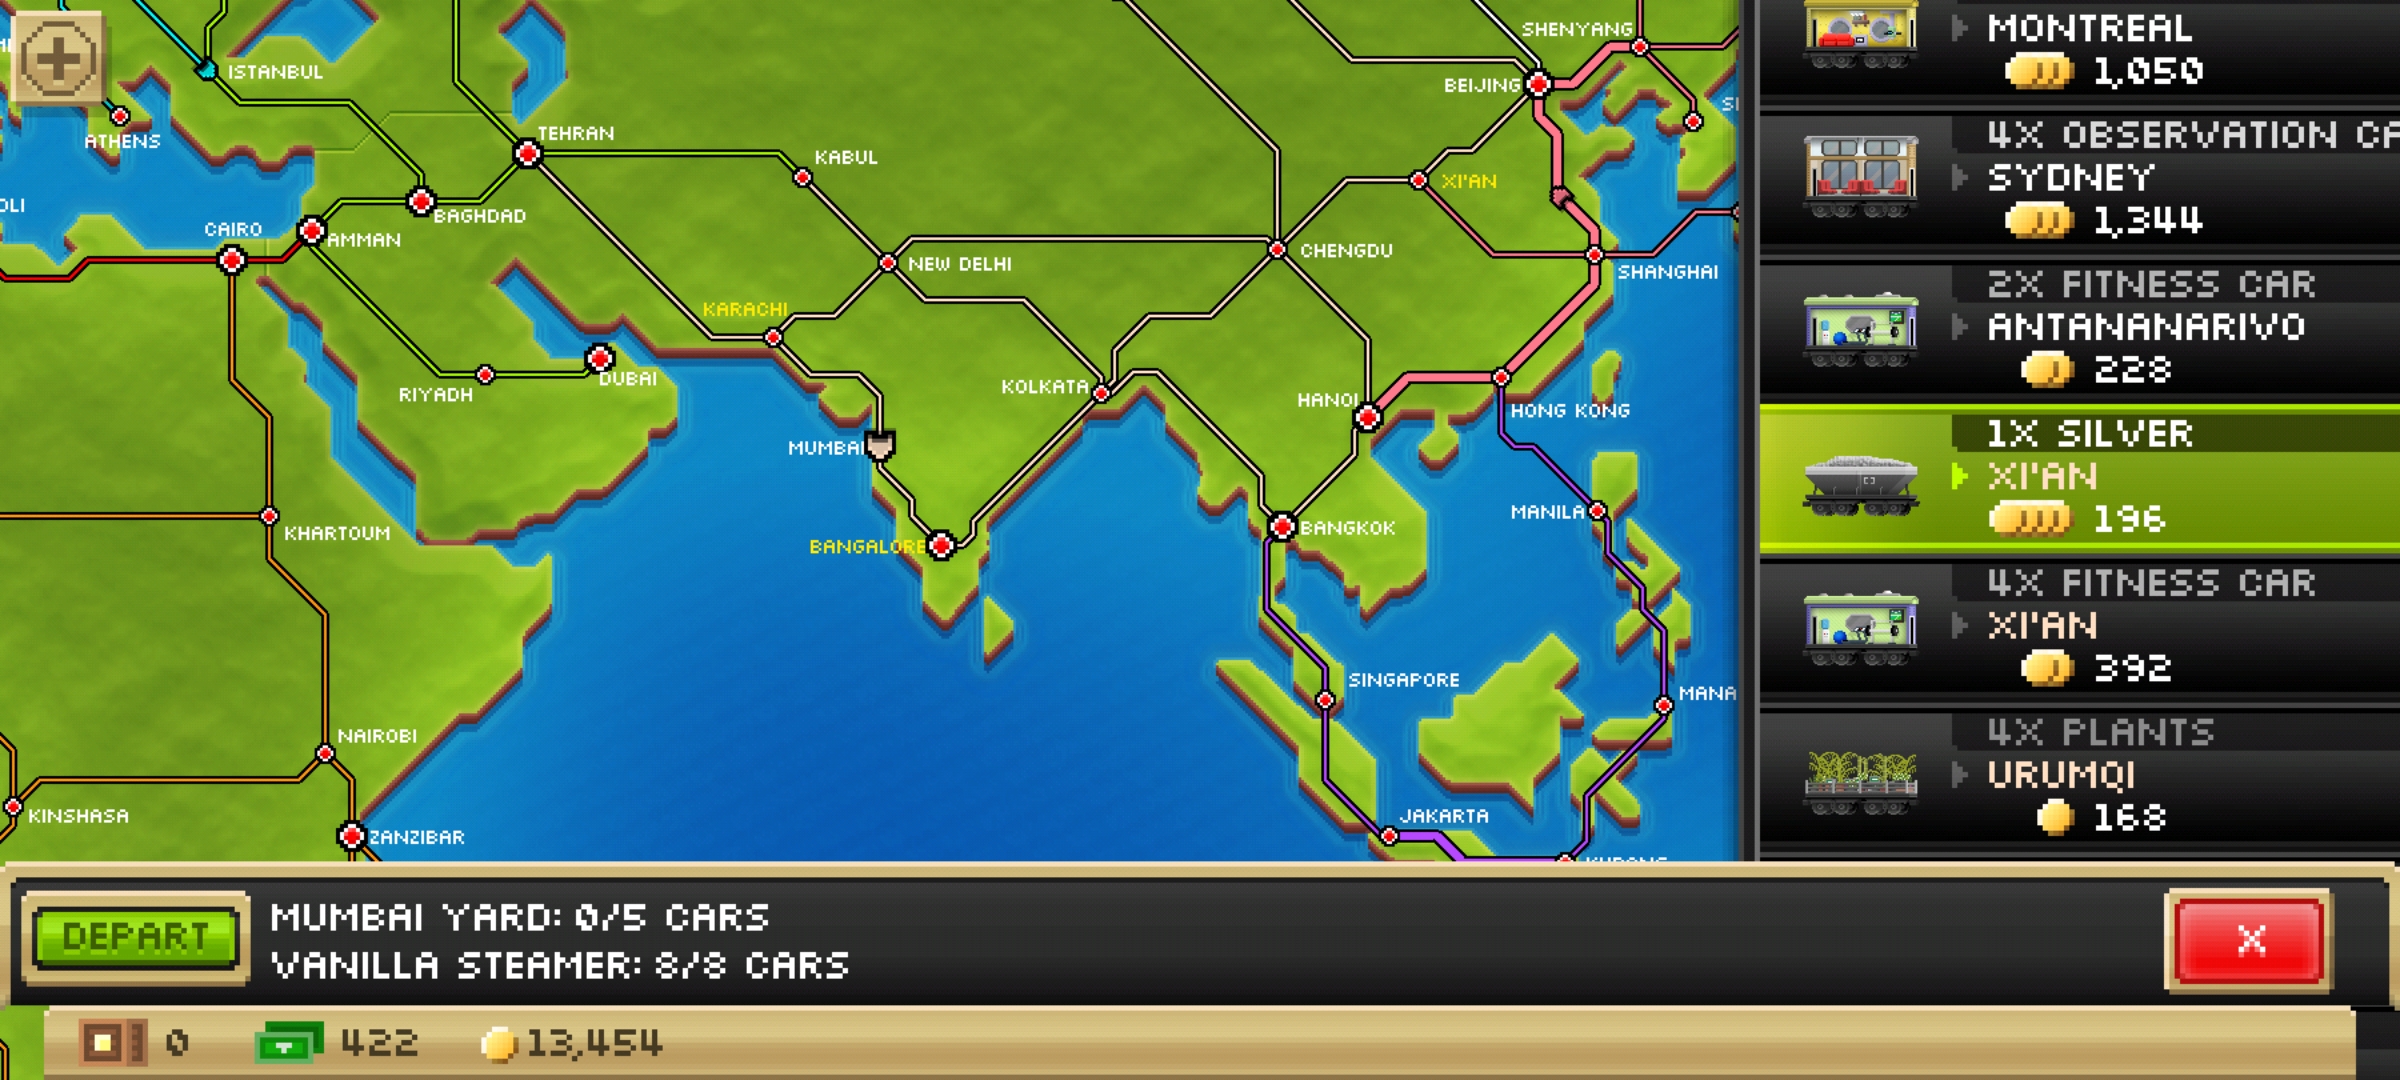 SHENYANG
BEIJING
ISTANBUL
ATHENS
TEHRAN
KABUL
XI'AN
BAGHDAD
CAIRO
AMMAN
NEW DELHI
CHENGDU
SHANGHAI
KARACHI
RIYADH
DUBAI
KOLKATA
HANOI
HONG KONG
MUMBAI
KHARTOUM
BANGALORE
BANGKOK
MANILA
SINGAPORE
MANA
NAIROBI
KINSHASA
ZANZIBAR
JAKARTA
MONTREAL
1,050
4X OBSERVATION CA
SYDNEY
1,344
2X FITNESS CAR
ANTANANARIVO
228
1X SILVER
XI'AN
196
4X FITNESS CAR
XI'AN
392
4X PLANTS
URUMQI
168
DEPART
MUMBAI YARD: 0/5 CARS
VANILLA STEAMER: 8/8 CARS
X
0
422
13,454